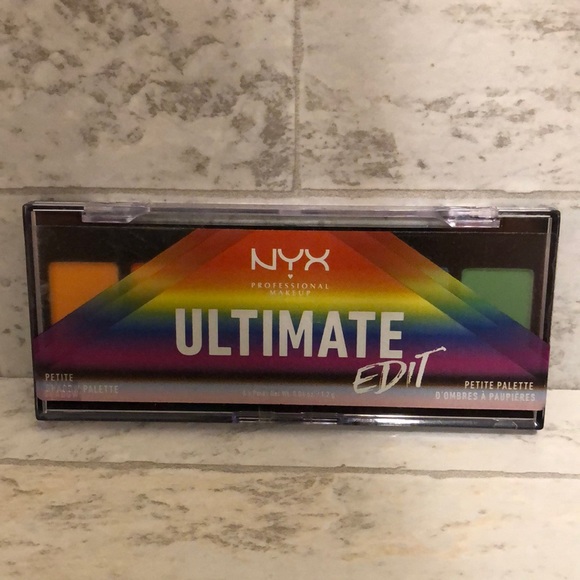 NYX
PROFESSIONAL
MAKEUP
ULTIMATE
EDIT
PETITE
PALETTE
PETITE PALETTE
D'OMBRES À PAUPIÈRES